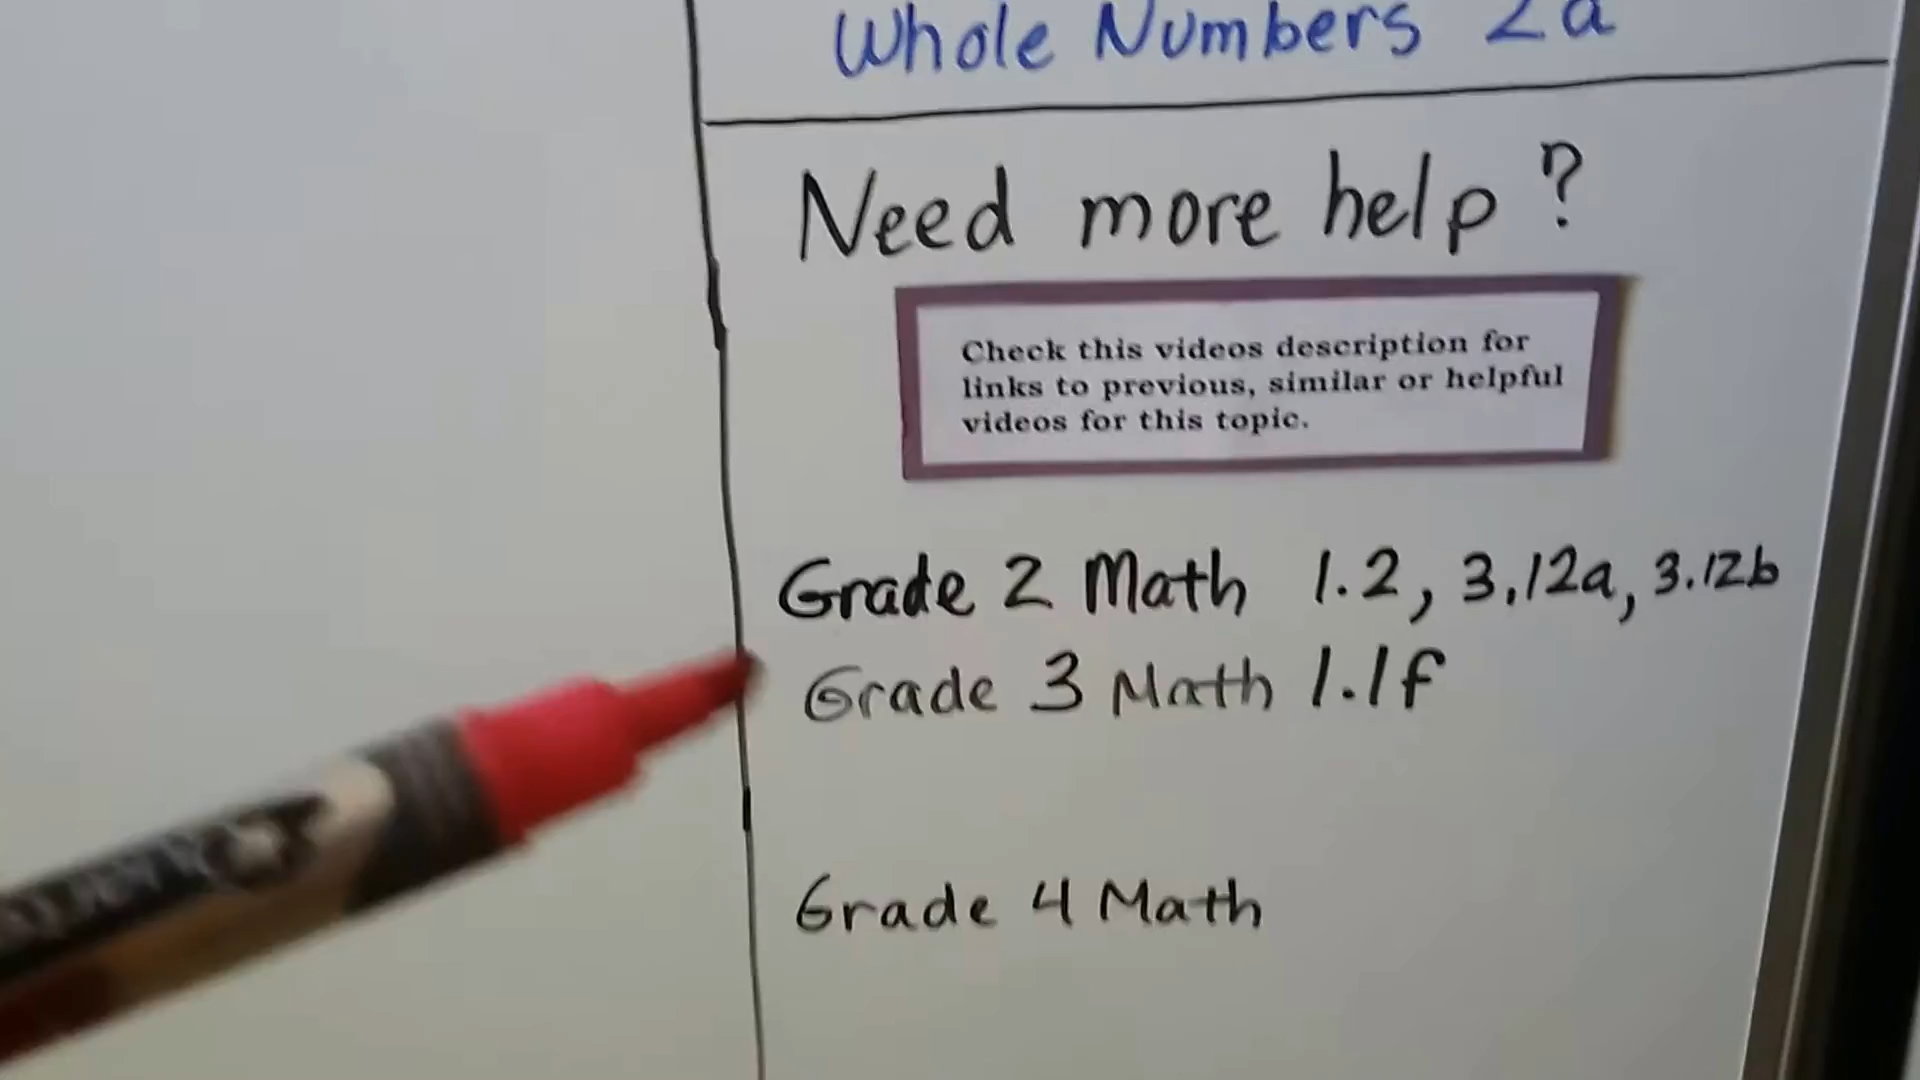 Whole Numbers 2a
Need more help?
Check this videos description for
links to previous, similar or helpful
videos for this topic.
Grade 2 Math 1.2, 3.12a, 3.12b
Grade 3 Math 1.1f
Grade 4 Math